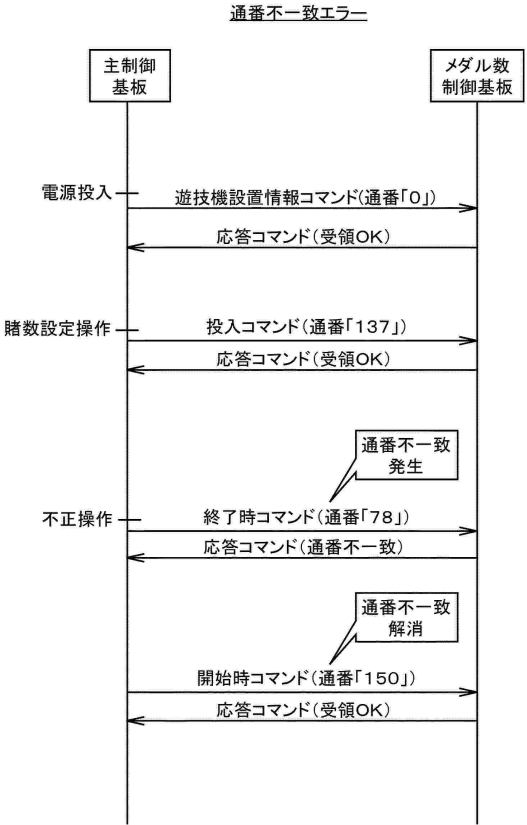 通番不一致エラー
主制御
基板
メダル数
制御基板
電源投入
遊技機設置情報コマンド(通番「0」)
応答コマンド(受領OK)
賭数設定操作
投入コマンド(通番「137」)
応答コマンド(受領OK)
通番不一致
発生
不正操作
終了時コマンド(通番「78」)
応答コマンド(通番不一致)
通番不一致
解消
開始時コマンド(通番「150」)
応答コマンド(受領OK)